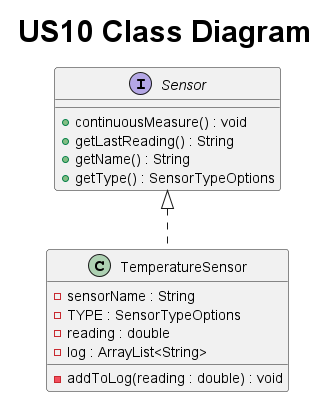 US10 Class Diagram
I Sensor
continuousMeasure() : void
getLastReading() : String
getName() : String
getType() : SensorTypeOptions
C TemperatureSensor
sensorName : String
TYPE : SensorTypeOptions
reading : double
log : ArrayList<String>
addToLog(reading : double) : void